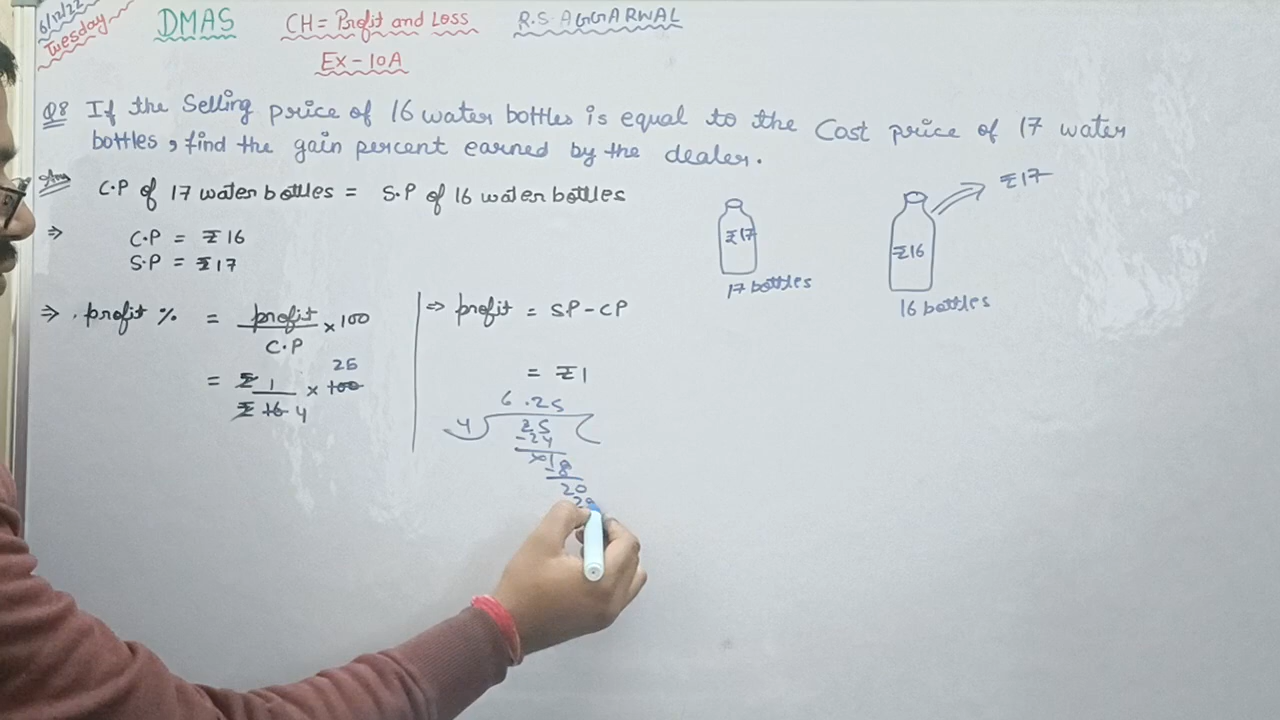 6/12/22
Tuesday
DMAS
CH = Profit and Loss
R.S. AGGARWAL
Ex-10A
Q8 If the Selling price of 16 water bottles is equal to the Cost price of 17 water
bottles, find the gain percent earned by the dealer.
Ans C.P of 17 water bottles = S.P of 16 water bottles
⇒ C.P = ₹16
S.P = ₹17
₹17
17 bottles
₹16
₹17
16 bottles
⇒ profit % = profit/C.P × 100
= ₹1/₹16 4 × 100 25
⇒ profit = SP - CP
= ₹1
6.25
4 25
-24
10
-8
20